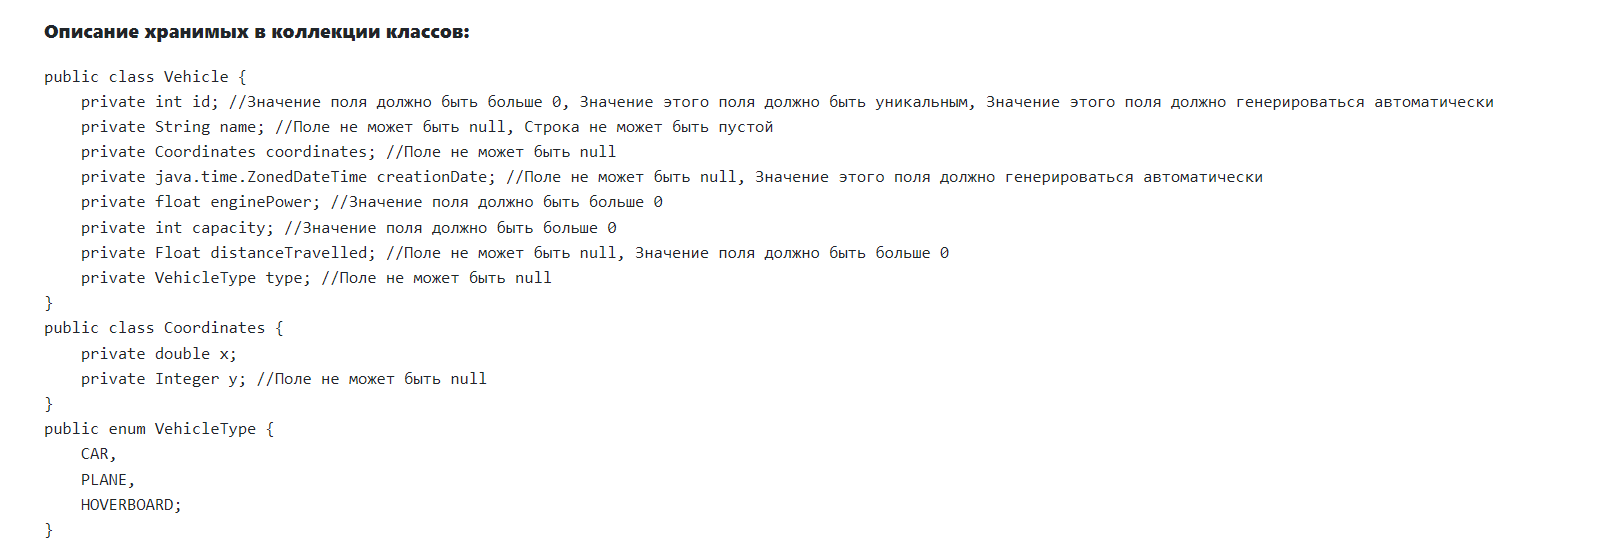 Описание хранимых в коллекции классов:
public class Vehicle {
    private int id; //Значение поля должно быть больше 0, Значение этого поля должно быть уникальным, Значение этого поля должно генерироваться автоматически
    private String name; //Поле не может быть null, Строка не может быть пустой
    private Coordinates coordinates; //Поле не может быть null
    private java.time.ZonedDateTime creationDate; //Поле не может быть null, Значение этого поля должно генерироваться автоматически
    private float enginePower; //Значение поля должно быть больше 0
    private int capacity; //Значение поля должно быть больше 0
    private Float distanceTravelled; //Поле не может быть null, Значение поля должно быть больше 0
    private VehicleType type; //Поле не может быть null
}
public class Coordinates {
    private double x;
    private Integer y; //Поле не может быть null
}
public enum VehicleType {
    CAR,
    PLANE,
    HOVERBOARD;
}